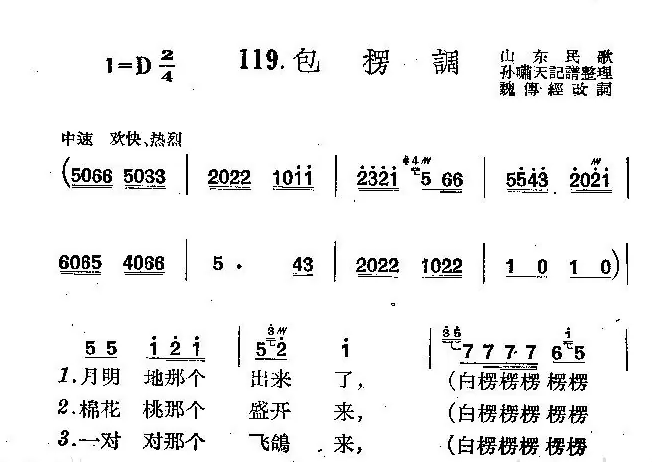 1=D 2/4 119. 包楞調 山东民歌
孙嘯天記譜整理
魏傳經改詞
中速 欢快、热烈
(5066 5033 | 2022 1011 | 2321 5 66 | 5543 2021 |
6065 4066 | 5 · 43 | 2022 1022 | 1 0 1 0 ) |
5 5 1 2 1 | 5 2 1 | 7 7 7· 7 6 5 |
1.月明 地那个 出来 了, (白楞楞楞 楞楞
2.棉花 桃那个 盛开 来, (白楞楞楞 楞楞
3.一对 对那个 飞鴿 来, (白楞楞楞 楞楞